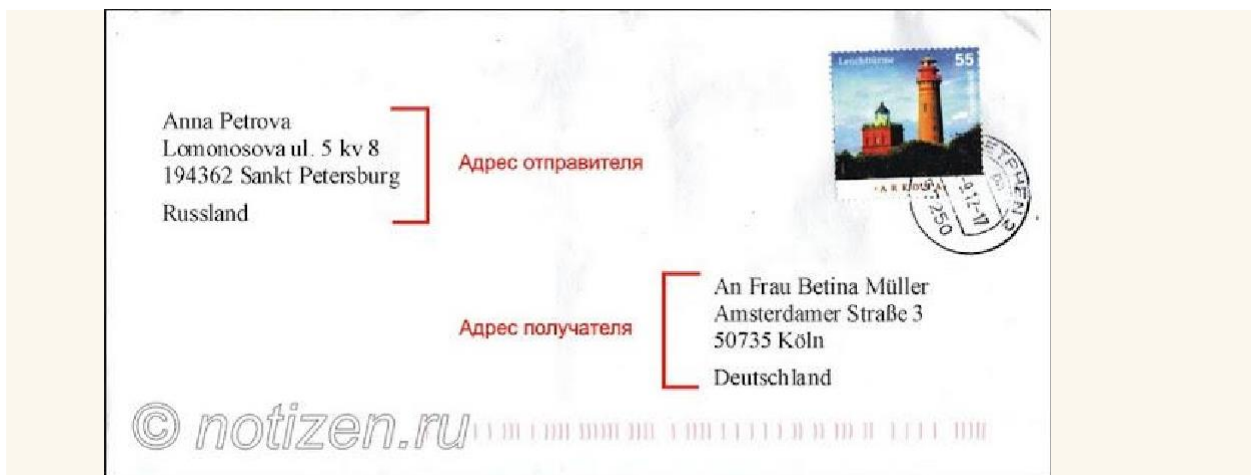 Leuchttürme 55
Anna Petrova
Lomonosova ul. 5 kv 8
194362 Sankt Petersburg
Russland
Адрес отправителя
ARKONA
An Frau Betina Müller
Amsterdamer Straße 3
50735 Köln
Deutschland
Адрес получателя
© notizen.ru